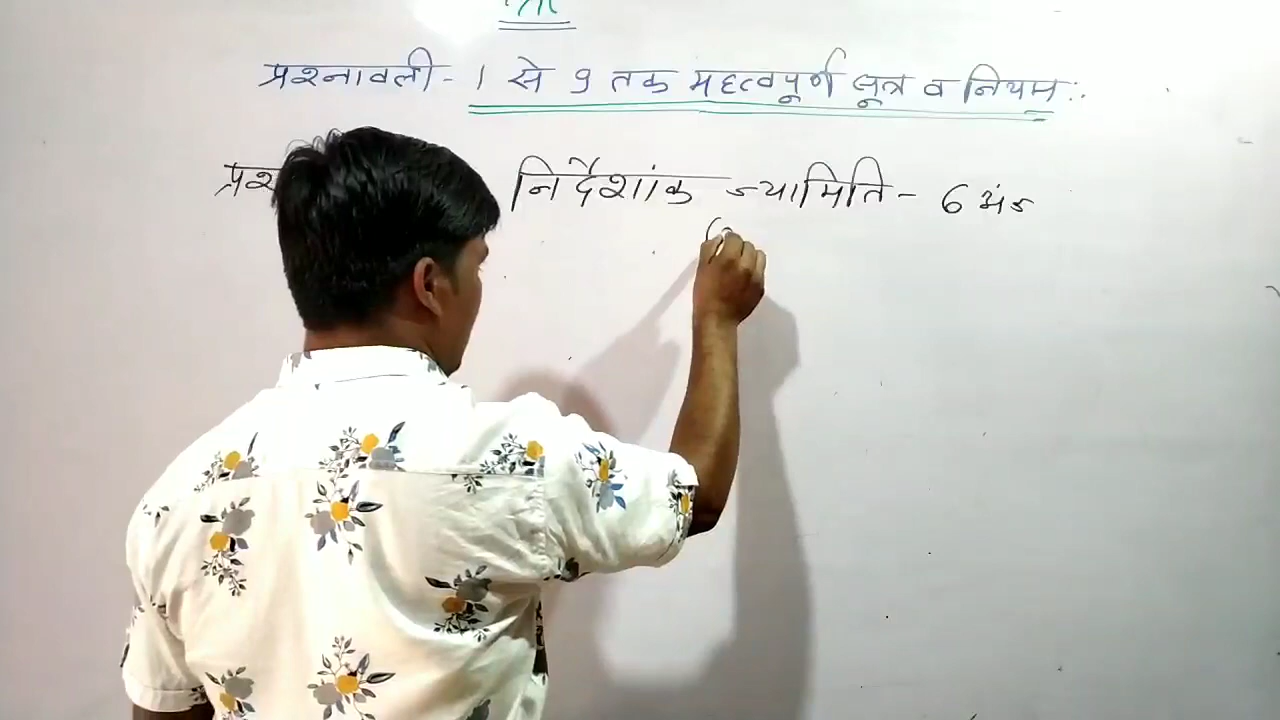 प्रश्नावली - 1 से 9 तक महत्वपूर्ण सूत्र व नियम :
निर्देशांक ज्यामिति - 6 अंक